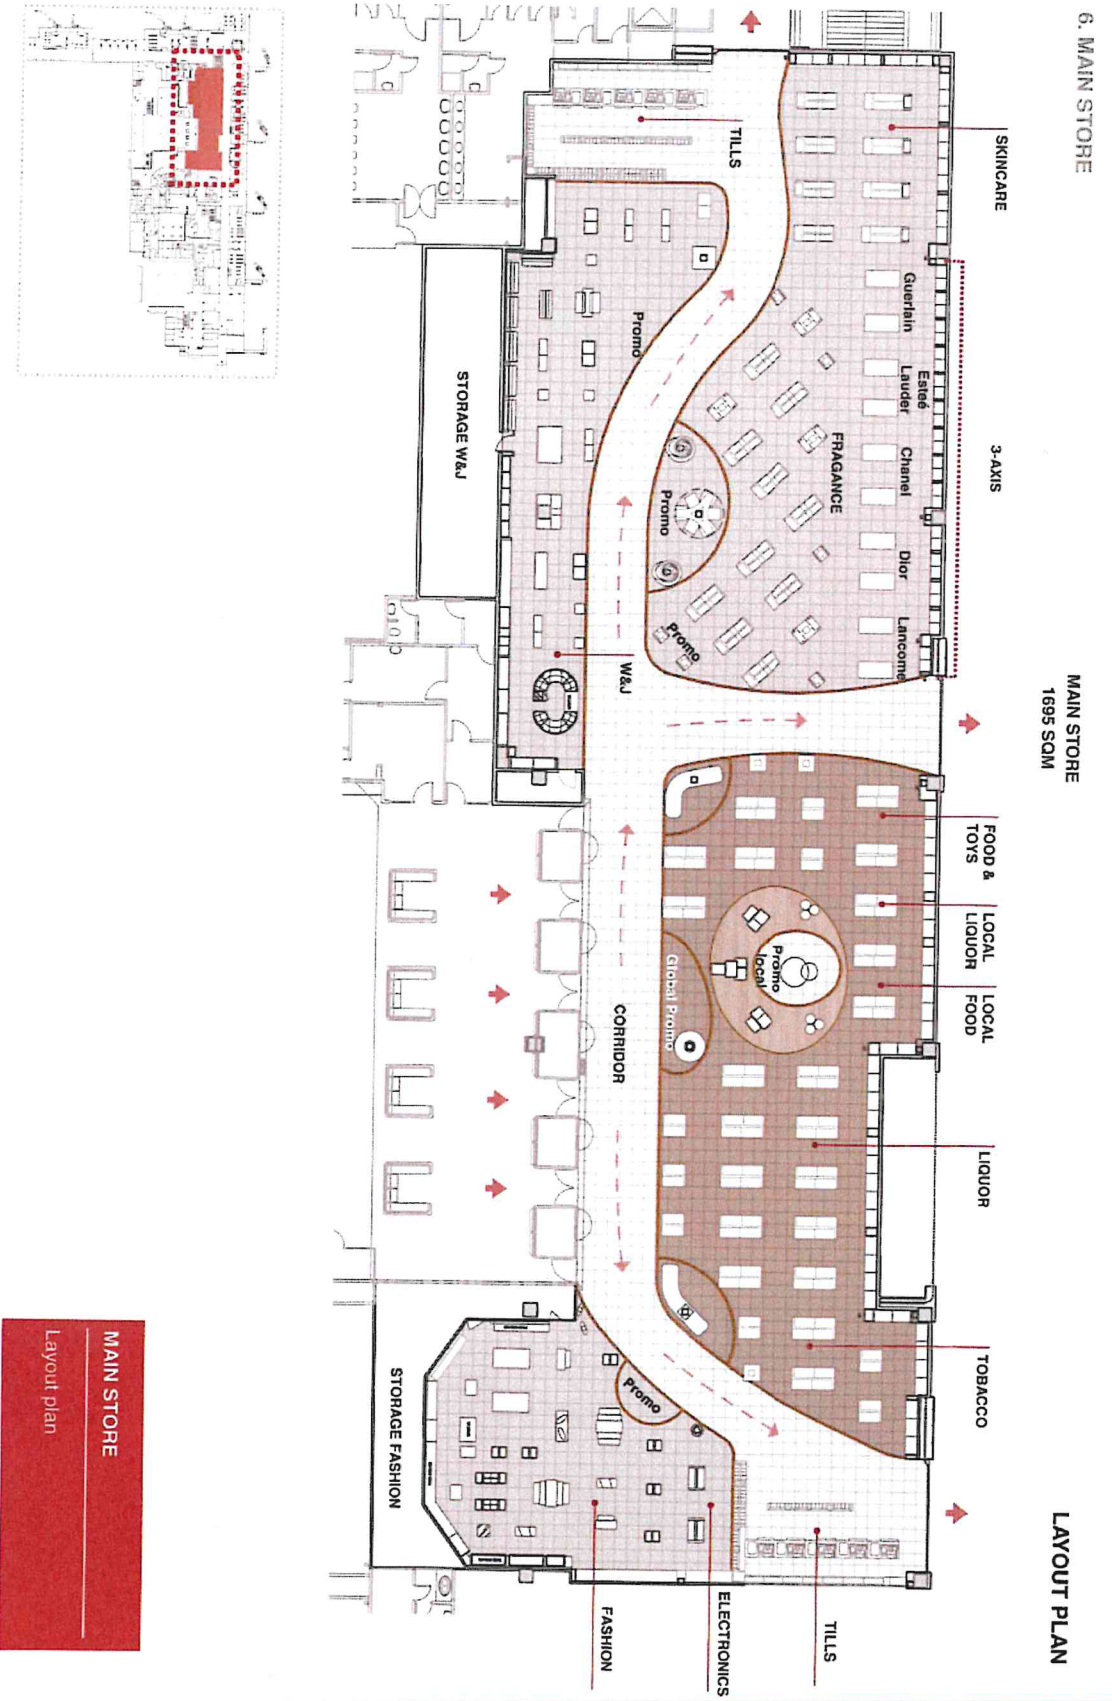 6. MAIN STORE
LAYOUT PLAN
MAIN STORE
1695 SQM
SKINCARE
3-AXIS
FOOD &
TOYS
LOCAL
LIQUOR
LOCAL
FOOD
LIQUOR
TOBACCO
TILLS
ELECTRONICS
FASHION
Guerlain
Esteé
Lauder
Chanel
Dior
Lancome
FRAGANCE
TILLS
Promo
Promo
Promo
W&J
Promo
local
Global Promo
CORRIDOR
Promo
STORAGE W&J
STORAGE FASHION
MAIN STORE
Layout plan